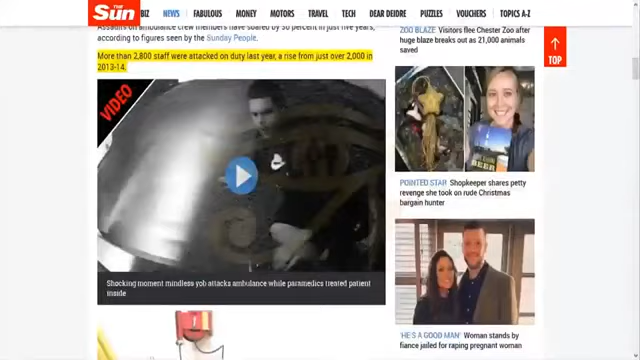 THE Sun
BIZ NEWS FABULOUS MONEY MOTORS TRAVEL TECH DEAR DEIDRE PUZZLES VOUCHERS TOPICS A-Z
Assaults on ambulance crew members have soared by 30 percent in just five years,
according to figures seen by the Sunday People.
More than 2,800 staff were attacked on duty last year, a rise from just over 2,000 in
2013-14.
VIDEO
Shocking moment mindless yob attacks ambulance while paramedics treated patient
inside
ZOO BLAZE Visitors flee Chester Zoo after
huge blaze breaks out as 21,000 animals
saved
TOP
POINTED STAR Shopkeeper shares petty
revenge she took on rude Christmas
bargain hunter
'HE'S A GOOD MAN' Woman stands by
fiance jailed for raping pregnant woman